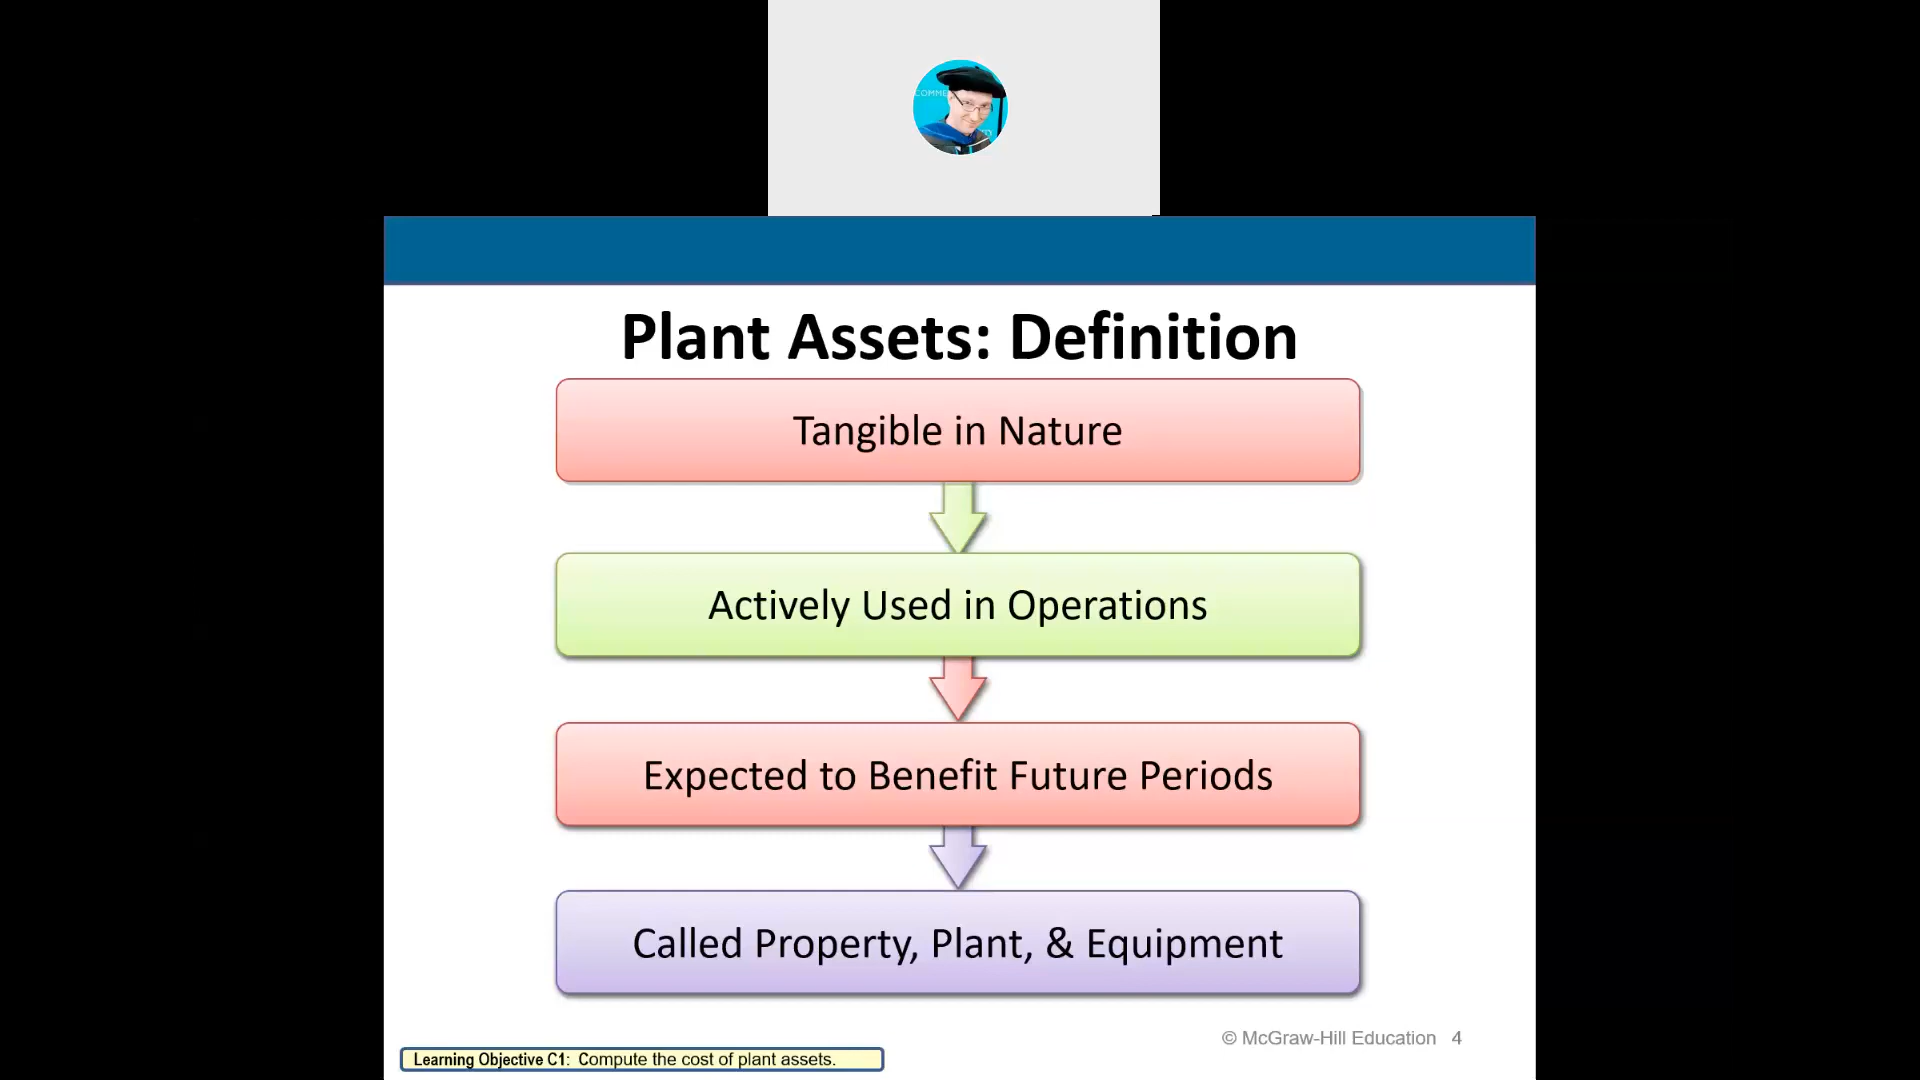 COMME
Plant Assets: Definition
Tangible in Nature
Actively Used in Operations
Expected to Benefit Future Periods
Called Property, Plant, & Equipment
© McGraw-Hill Education 4
Learning Objective C1: Compute the cost of plant assets.